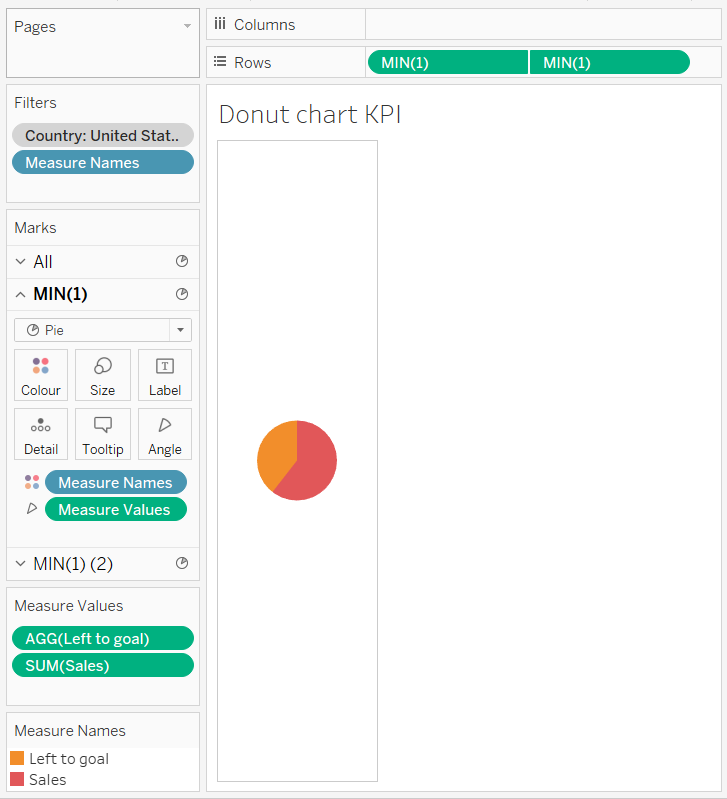 Pages
Columns
Rows
MIN(1)
MIN(1)
Filters
Country: United Stat..
Measure Names
Marks
All
MIN(1)
Pie
Colour
Size
Label
Detail
Tooltip
Angle
Measure Names
Measure Values
MIN(1) (2)
Measure Values
AGG(Left to goal)
SUM(Sales)
Measure Names
Left to goal
Sales
Donut chart KPI